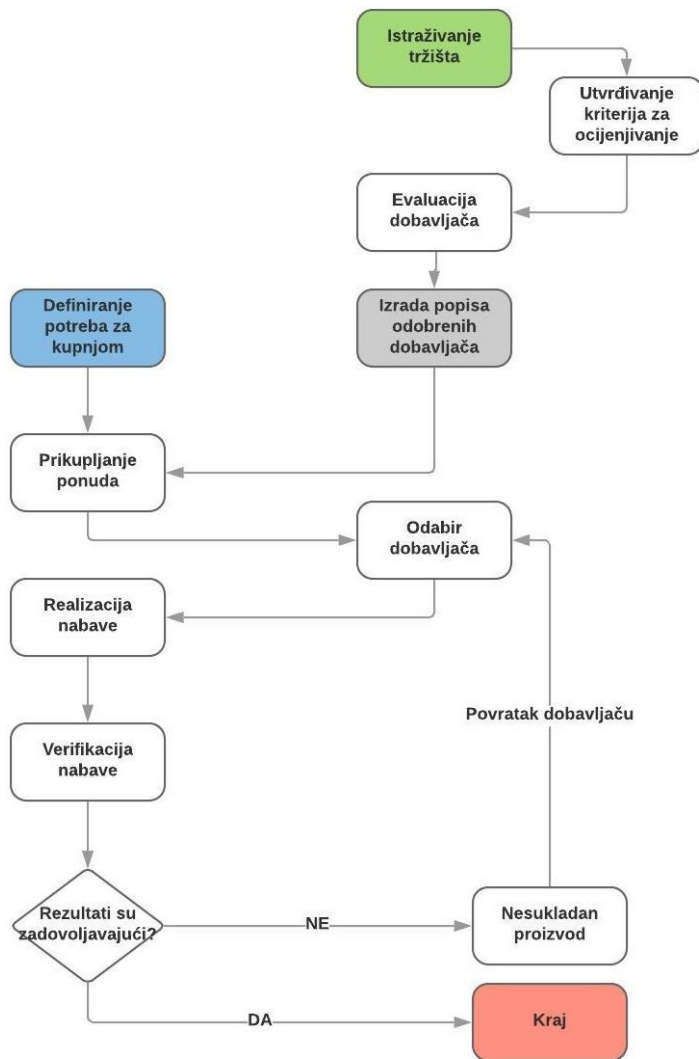 Istraživanje
tržišta
Utvrđivanje
kriterija za
ocijenjivanje
Evaluacija
dobavljača
Definiranje
potreba za
kupnjom
Izrada popisa
odobrenih
dobavljača
Prikupljanje
ponuda
Odabir
dobavljača
Realizacija
nabave
Povratak dobavljaču
Verifikacija
nabave
Rezultati su
zadovoljavajući?
NE
Nesukladan
proizvod
DA
Kraj